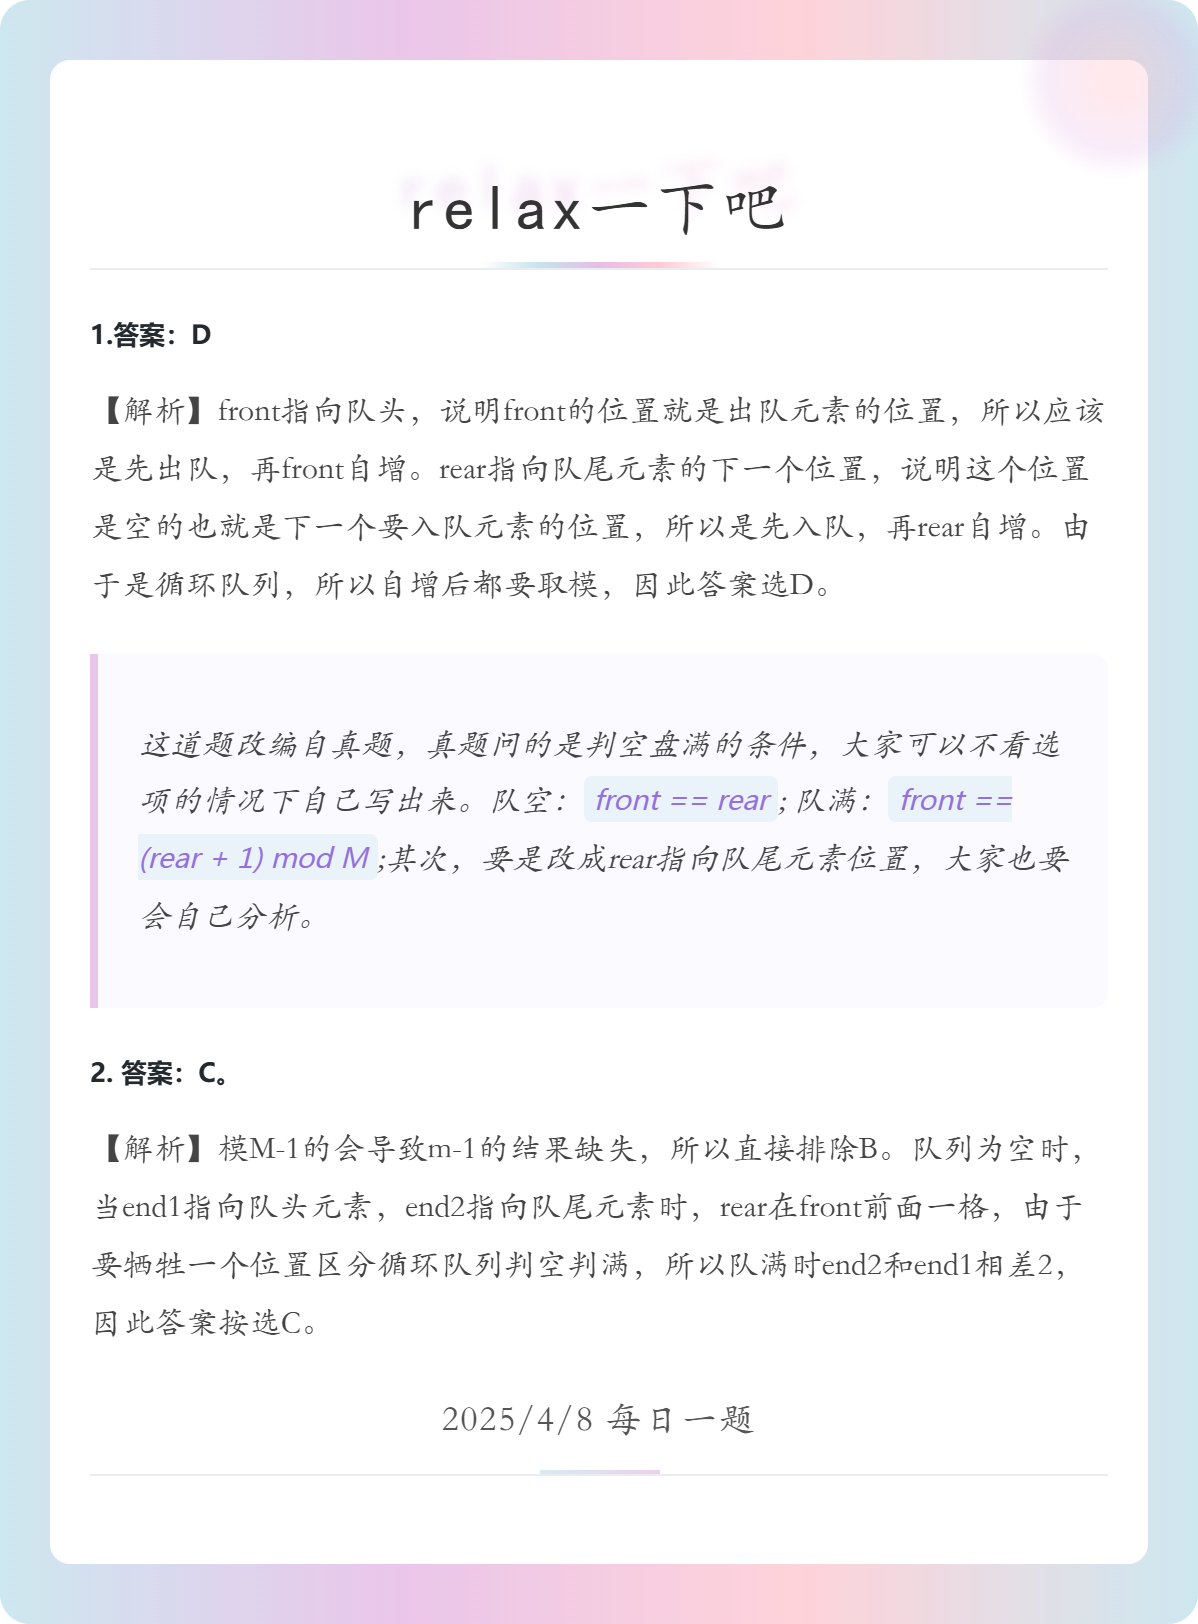 relax一下吧
1.答案：D
【解析】front指向队头，说明front的位置就是出队元素的位置，所以应该
是先出队，再front自增。rear指向队尾元素的下一个位置，说明这个位置
是空的也就是下一个要入队元素的位置，所以是先入队，再rear自增。由
于是循环队列，所以自增后都要取模，因此答案选D。
这道题改编自真题，真题问的是判空盘满的条件，大家可以不看选
项的情况下自己写出来。队空：front == rear；队满：front ==
(rear + 1) mod M;其次，要是改成rear指向队尾元素位置，大家也要
会自己分析。
2. 答案：C。
【解析】模M-1的会导致m-1的结果缺失，所以直接排除B。队列为空时，
当end1指向队头元素，end2指向队尾元素时，rear在front前面一格，由于
要牺牲一个位置区分循环队列判空判满，所以队满时end2和end1相差2，
因此答案按选C。
2025/4/8 每日一题